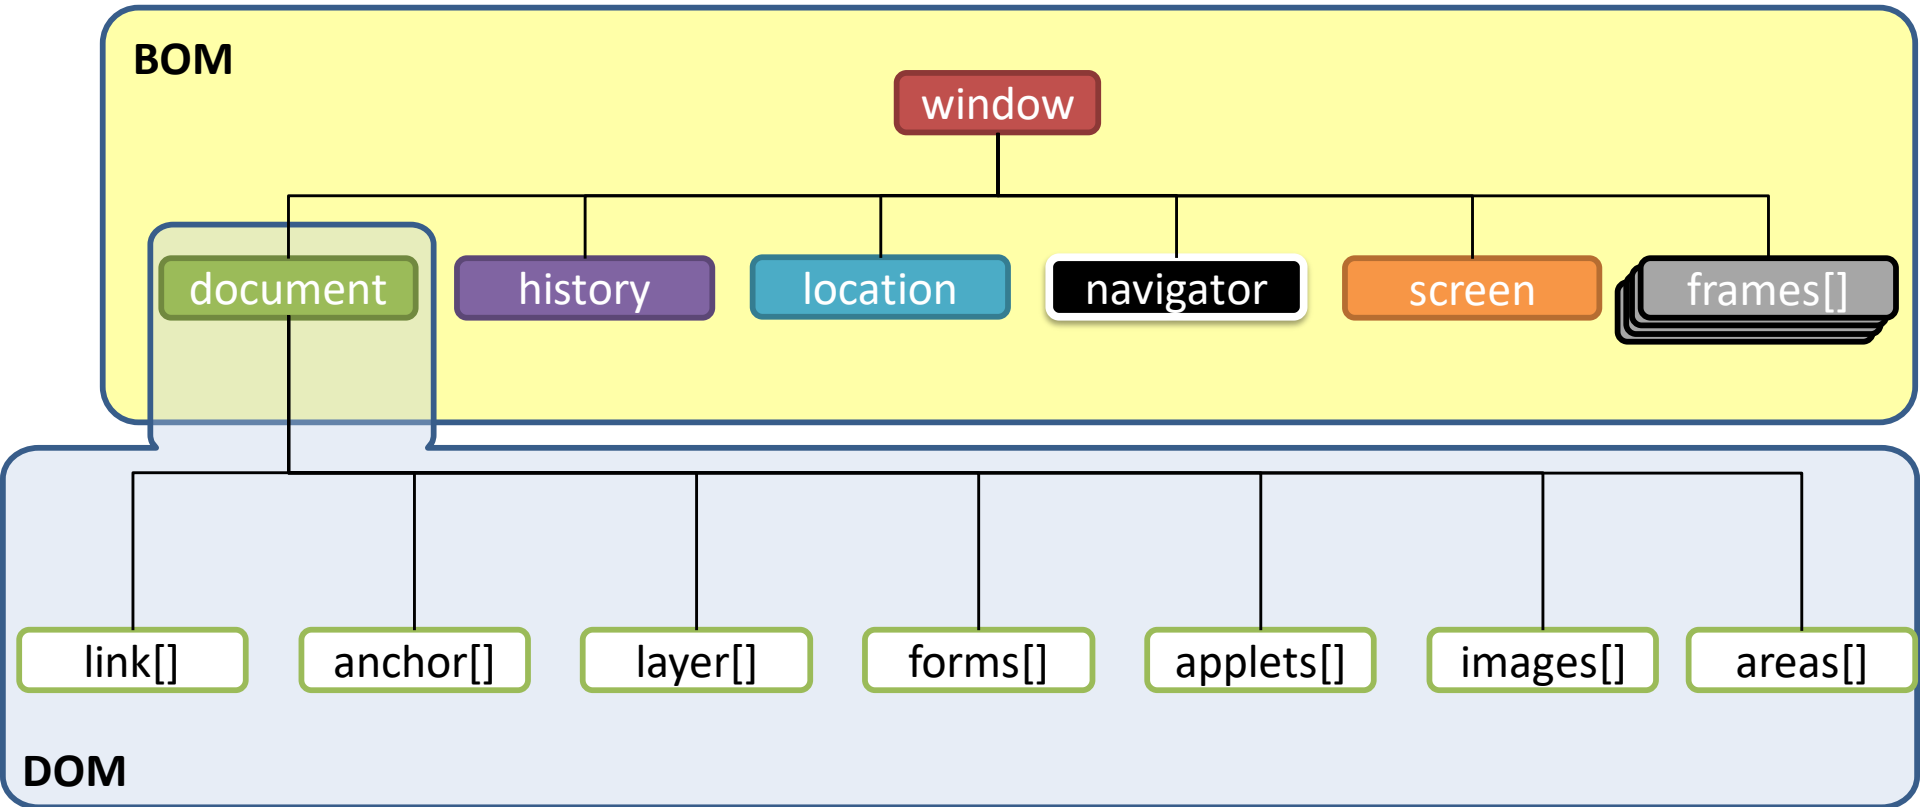 BOM
window
document
history
location
navigator
screen
frames[]
link[]
anchor[]
layer[]
forms[]
applets[]
images[]
areas[]
DOM